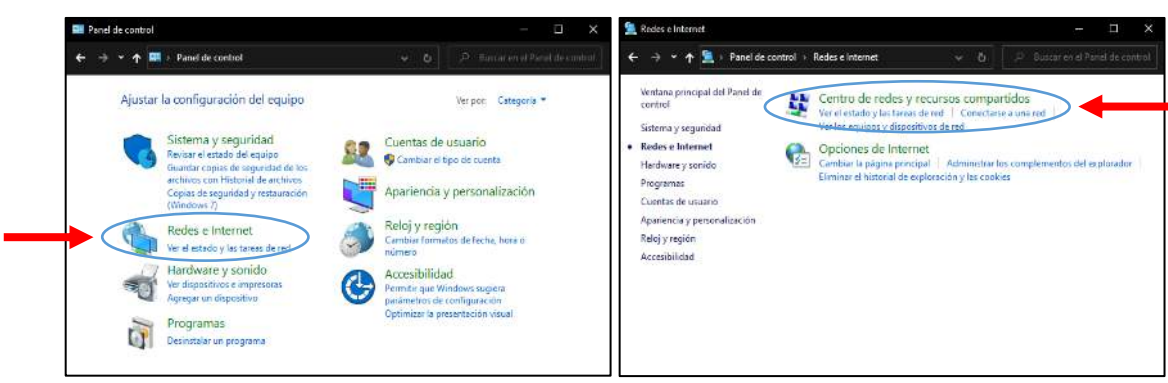 Panel de control
Panel de control
Buscar en el Panel de control
Ajustar la configuración del equipo
Ver por: Categoría
Sistema y seguridad
Revisar el estado del equipo
Guardar copias de seguridad de los
archivos con Historial de archivos
Copias de seguridad y restauración
(Windows 7)
Redes e Internet
Ver el estado y las tareas de red
Hardware y sonido
Ver dispositivos e impresoras
Agregar un dispositivo
Programas
Desinstalar un programa
Cuentas de usuario
Cambiar el tipo de cuenta
Apariencia y personalización
Reloj y región
Cambiar formatos de fecha, hora o
número
Accesibilidad
Permitir que Windows sugiera
parámetros de configuración
Optimizar la presentación visual
Redes e Internet
Panel de control › Redes e Internet
Buscar en el Panel de control
Ventana principal del Panel de
control
Sistema y seguridad
Redes e Internet
Hardware y sonido
Programas
Cuentas de usuario
Apariencia y personalización
Reloj y región
Accesibilidad
Centro de redes y recursos compartidos
Ver el estado y las tareas de red | Conectarse a una red
Ver los equipos y dispositivos de red
Opciones de Internet
Cambiar la página principal | Administrar los complementos del explorador
Eliminar el historial de exploración y las cookies